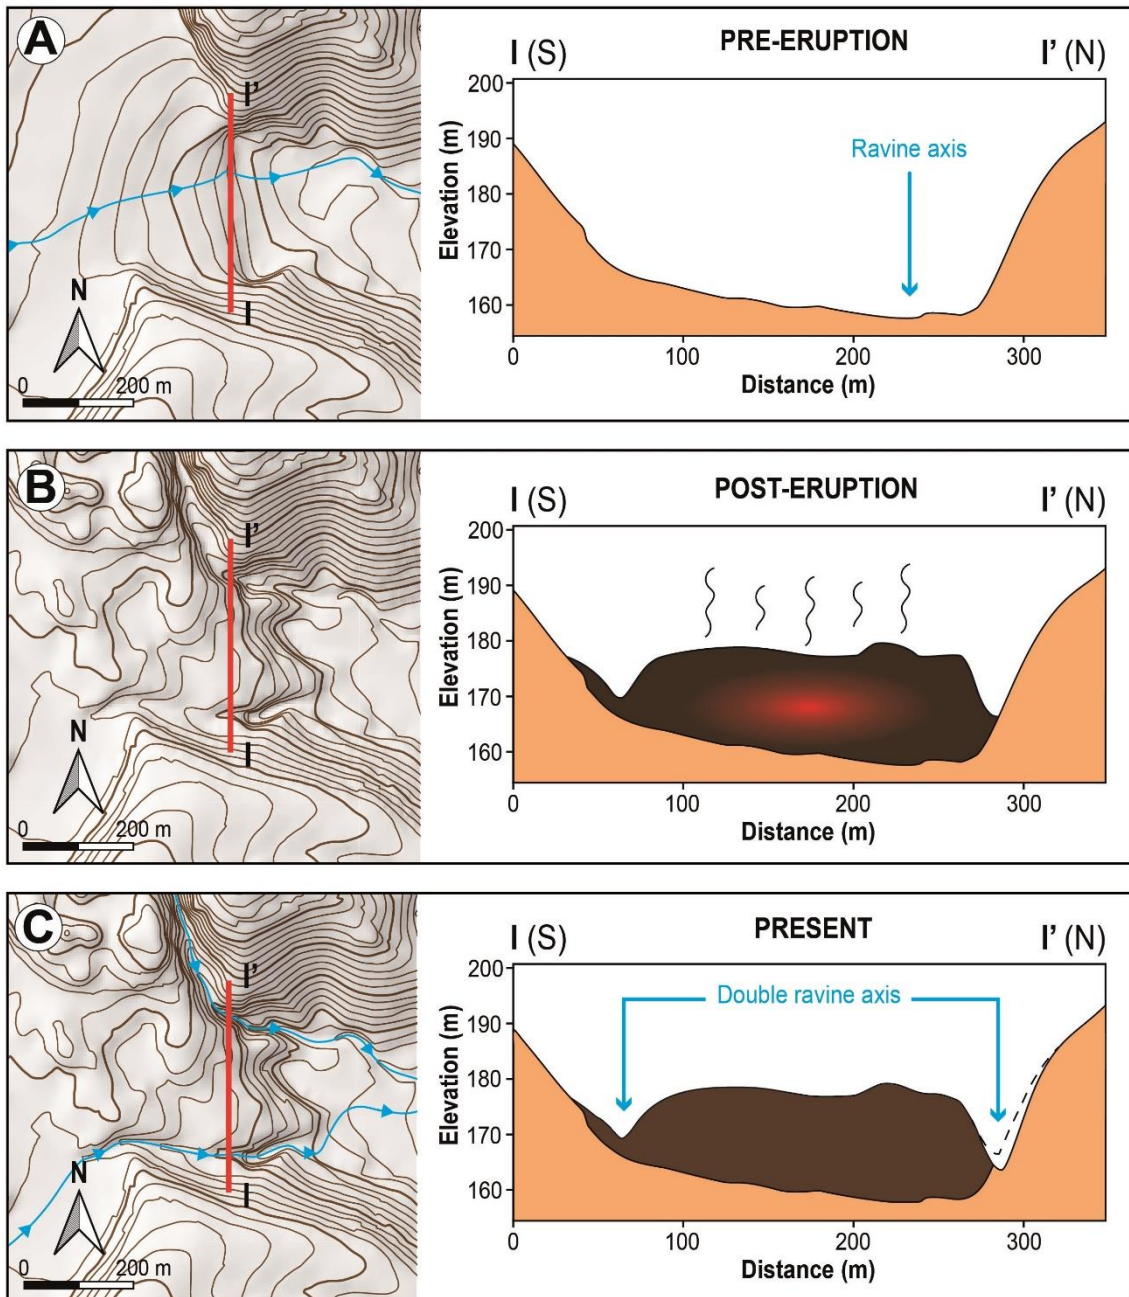 A
I'
I
N
0
200 m
PRE-ERUPTION
I (S)
I' (N)
Elevation (m)
200
190
180
170
160
Ravine axis
0
100
200
300
Distance (m)
B
I'
I
N
0
200 m
POST-ERUPTION
I (S)
I' (N)
Elevation (m)
200
190
180
170
160
0
100
200
300
Distance (m)
C
I'
I
N
0
200 m
PRESENT
I (S)
I' (N)
Elevation (m)
200
190
180
170
160
Double ravine axis
0
100
200
300
Distance (m)